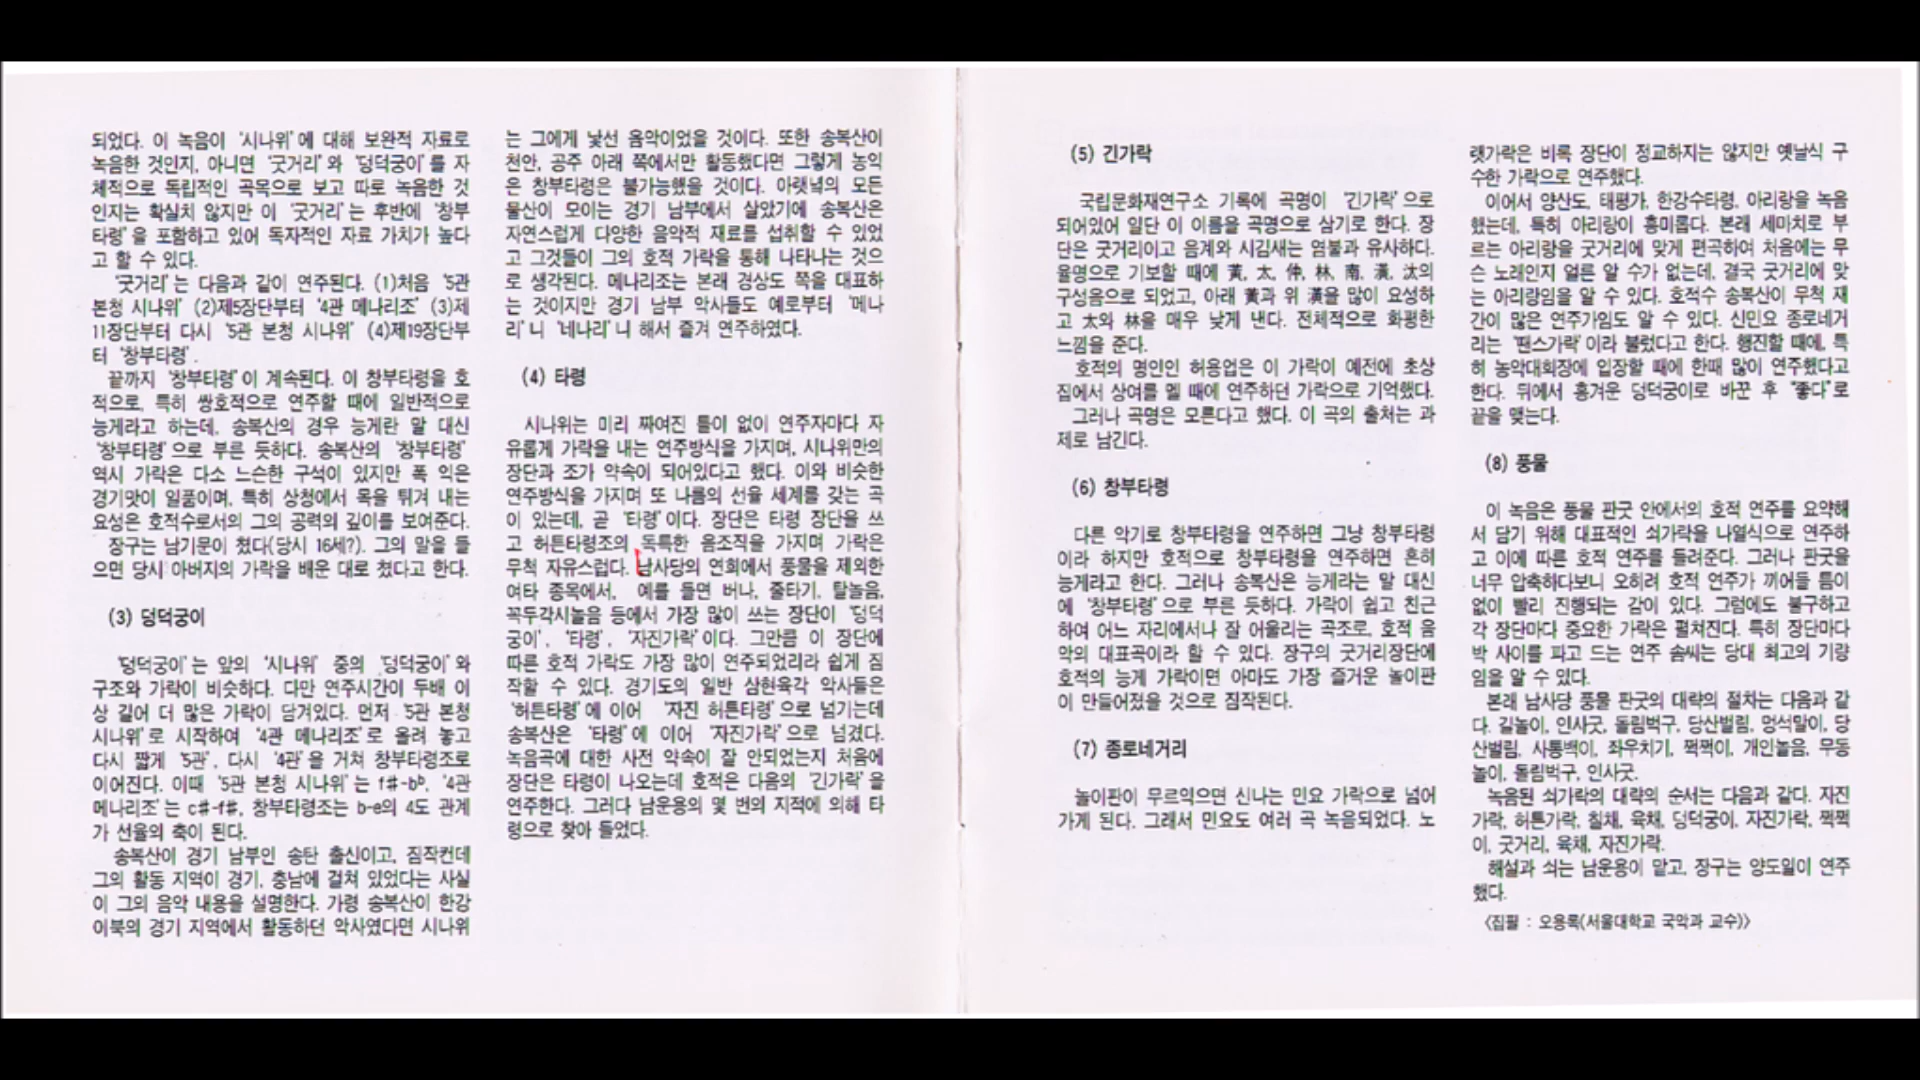 되었다. 이 녹음이 '시나위'에 대해 보완적 자료로
녹음한 것인지, 아니면 '굿거리'와 '덩덕궁이'를 자
체적으로 독립적인 곡목으로 보고 따로 녹음한 것
인지는 확실치 않지만 이 '굿거리'는 후반에 '창부
타령'을 포함하고 있어 독자적인 자료 가치가 높다
고 할 수 있다.
'굿거리'는 다음과 같이 연주된다. (1)처음 '5관
본청 시나위' (2)제5장단부터 '4관 메나리조' (3)제
11장단부터 다시 '5관 본청 시나위' (4)제19장단부
터 '창부타령'.
끝까지 '창부타령'이 계속된다. 이 창부타령을 호
적으로, 특히 쌍호적으로 연주할 때에 일반적으로
능게라고 하는데, 송복산의 경우 능게란 말 대신
'창부타령'으로 부른 듯하다. 송복산의 '창부타령'
역시 가락은 다소 느슨한 구석이 있지만 폭 익은
경기맛이 일품이며, 특히 상청에서 목을 튀겨 내는
요성은 호적수로서의 그의 공력의 깊이를 보여준다.
장구는 남기문이 쳤다(당시 16세?). 그의 말을 들
으면 당시 아버지의 가락을 배운 대로 쳤다고 한다.
(3) 덩덕궁이
'덩덕궁이'는 앞의 '시나위' 중의 '덩덕궁이'와
구조와 가락이 비슷하다. 다만 연주시간이 두배 이
상 길어 더 많은 가락이 담겨있다. 먼저 '5관 본청
시나위'로 시작하여 '4관 메나리조'로 올려 놓고
다시 짧게 '5관', 다시 '4관'을 거쳐 창부타령조로
이어진다. 이때 '5관 본청 시나위'는 f#-b♭, '4관
메나리조'는 c#-f#, 창부타령조는 b-e의 4도 관계
가 선율의 축이 된다.
송복산이 경기 남부인 송탄 출신이고, 짐작컨데
그의 활동 지역이 경기, 충남에 걸쳐 있었다는 사실
이 그의 음악 내용을 설명한다. 가령 송복산이 한강
이북의 경기 지역에서 활동하던 악사였다면 시나위
는 그에게 낯선 음악이었을 것이다. 또한 송복산이
천안, 공주 아래 쪽에서만 활동했다면 그렇게 농익
은 창부타령은 불가능했을 것이다. 아랫녘의 모든
물산이 모이는 경기 남부에서 살았기에 송복산은
자연스럽게 다양한 음악적 재료를 섭취할 수 있었
고 그것들이 그의 호적 가락을 통해 나타나는 것으
로 생각된다. 메나리조는 본래 경상도 쪽을 대표하
는 것이지만 경기 남부 악사들도 예로부터 '메나
리'니 '네나리'니 해서 즐겨 연주하였다.
(4) 타령
시나위는 미리 짜여진 틀이 없이 연주자마다 자
유롭게 가락을 내는 연주방식을 가지며, 시나위만의
장단과 조가 약속이 되어있다고 했다. 이와 비슷한
연주방식을 가지며 또 나름의 선율 세계를 갖는 곡
이 있는데, 곧 '타령'이다. 장단은 타령 장단을 쓰
고 허튼타령조의 독특한 음조직을 가지며 가락은
무척 자유스럽다. 남사당의 연희에서 풍물을 제외한
여타 종목에서, 예를 들면 버나, 줄타기, 탈놀음,
꼭두각시놀음 등에서 가장 많이 쓰는 장단이 '덩덕
궁이', '타령', '자진가락'이다. 그만큼 이 장단에
따른 호적 가락도 가장 많이 연주되었리라 쉽게 짐
작할 수 있다. 경기도의 일반 삼현육각 악사들은
'허튼타령'에 이어 '자진 허튼타령'으로 넘기는데
송복산은 '타령'에 이어 '자진가락'으로 넘겼다.
녹음곡에 대한 사전 약속이 잘 안되었는지 처음에
장단은 타령이 나오는데 호적은 다음의 '긴가락'을
연주한다. 그러다 남운용의 몇 번의 지적에 의해 타
령으로 찾아 들었다.
(5) 긴가락
국립문화재연구소 기록에 곡명이 '긴가락'으로
되어있어 일단 이 이름을 곡명으로 삼기로 한다. 장
단은 굿거리이고 음계와 시김새는 염불과 유사하다.
율명으로 기보할 때에 黃, 太, 仲, 林, 南, 潢, 汰의
구성음으로 되었고, 아래 黃과 위 潢을 많이 요성하
고 太와 林을 매우 낮게 낸다. 전체적으로 화평한
느낌을 준다.
호적의 명인인 허용업은 이 가락이 예전에 초상
집에서 상여를 멜 때에 연주하던 가락으로 기억했다.
그러나 곡명은 모른다고 했다. 이 곡의 출처는 과
제로 남긴다.
(6) 창부타령
다른 악기로 창부타령을 연주하면 그냥 창부타령
이라 하지만 호적으로 창부타령을 연주하면 흔히
능게라고 한다. 그러나 송복산은 능게라는 말 대신
에 '창부타령'으로 부른 듯하다. 가락이 쉽고 친근
하여 어느 자리에서나 잘 어울리는 곡조로, 호적 음
악의 대표곡이라 할 수 있다. 장구의 굿거리장단에
호적의 능게 가락이면 아마도 가장 즐거운 놀이판
이 만들어졌을 것으로 짐작된다.
(7) 종로네거리
놀이판이 무르익으면 신나는 민요 가락으로 넘어
가게 된다. 그래서 민요도 여러 곡 녹음되었다. 노
랫가락은 비록 장단이 정교하지는 않지만 옛날식 구
수한 가락으로 연주했다.
이어서 양산도, 태평가, 한강수타령, 아리랑을 녹음
했는데, 특히 아리랑이 흥미롭다. 본래 세마치로 부
르는 아리랑을 굿거리에 맞게 편곡하여 처음에는 무
슨 노래인지 얼른 알 수가 없는데, 결국 굿거리에 맞
는 아리랑임을 알 수 있다. 호적수 송복산이 무척 재
간이 많은 연주가임도 알 수 있다. 신민요 종로네거
리는 '땐스가락'이라 불렀다고 한다. 행진할 때에, 특
히 농악대회장에 입장할 때에 한때 많이 연주했다고
한다. 뒤에서 흥겨운 덩덕궁이로 바꾼 후 "좋다"로
끝을 맺는다.
(8) 풍물
이 녹음은 풍물 판굿 안에서의 호적 연주를 요약해
서 담기 위해 대표적인 쇠가락을 나열식으로 연주하
고 이에 따른 호적 연주를 들려준다. 그러나 판굿을
너무 압축하다보니 오히려 호적 연주가 끼어들 틈이
없이 빨리 진행되는 감이 있다. 그럼에도 불구하고
각 장단마다 중요한 가락은 펼쳐진다. 특히 장단마다
박 사이를 파고 드는 연주 솜씨는 당대 최고의 기량
임을 알 수 있다.
본래 남사당 풍물 판굿의 대략의 절차는 다음과 같
다. 길놀이, 인사굿, 돌림벅구, 당산벌림, 멍석말이, 당
산벌림, 사통백이, 좌우치기, 쩍쩍이, 개인놀음, 무동
놀이, 돌림벅구, 인사굿.
녹음된 쇠가락의 대략의 순서는 다음과 같다. 자진
가락, 허튼가락, 칠채, 육채, 덩덕궁이, 자진가락, 쩍쩍
이, 굿거리, 육채, 자진가락.
해설과 쇠는 남운용이 맡고, 장구는 양도일이 연주
했다.
〈집필 : 오용록(서울대학교 국악과 교수)〉